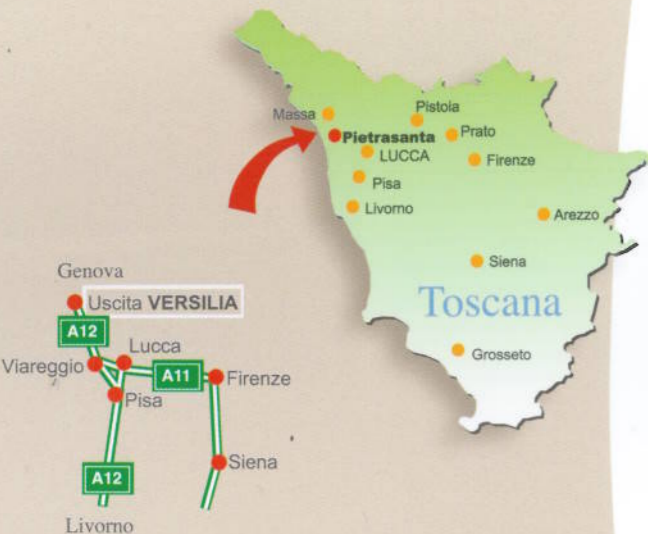 Massa
Pistoia
Pietrasanta
Prato
LUCCA
Firenze
Pisa
Livorno
Arezzo
Siena
Toscana
Grosseto
Genova
Uscita VERSILIA
A12
Lucca
Viareggio
A11
Firenze
Pisa
Siena
A12
Livorno